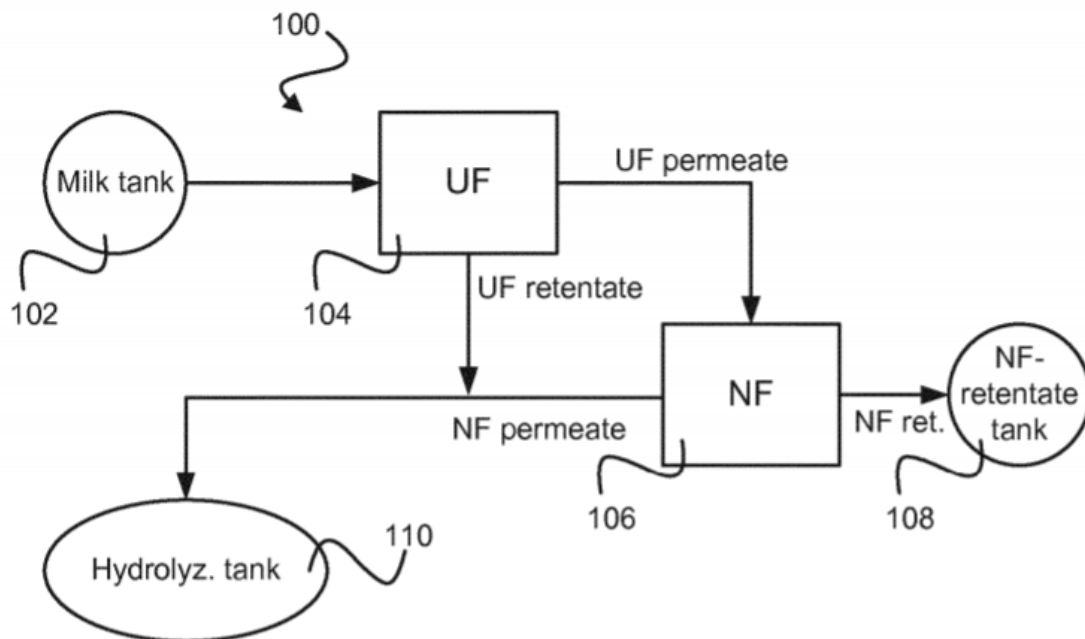 100
Milk tank
UF
UF permeate
102
104
UF retentate
NF
NF-
retentate
tank
NF ret.
NF permeate
106
108
110
Hydrolyz. tank